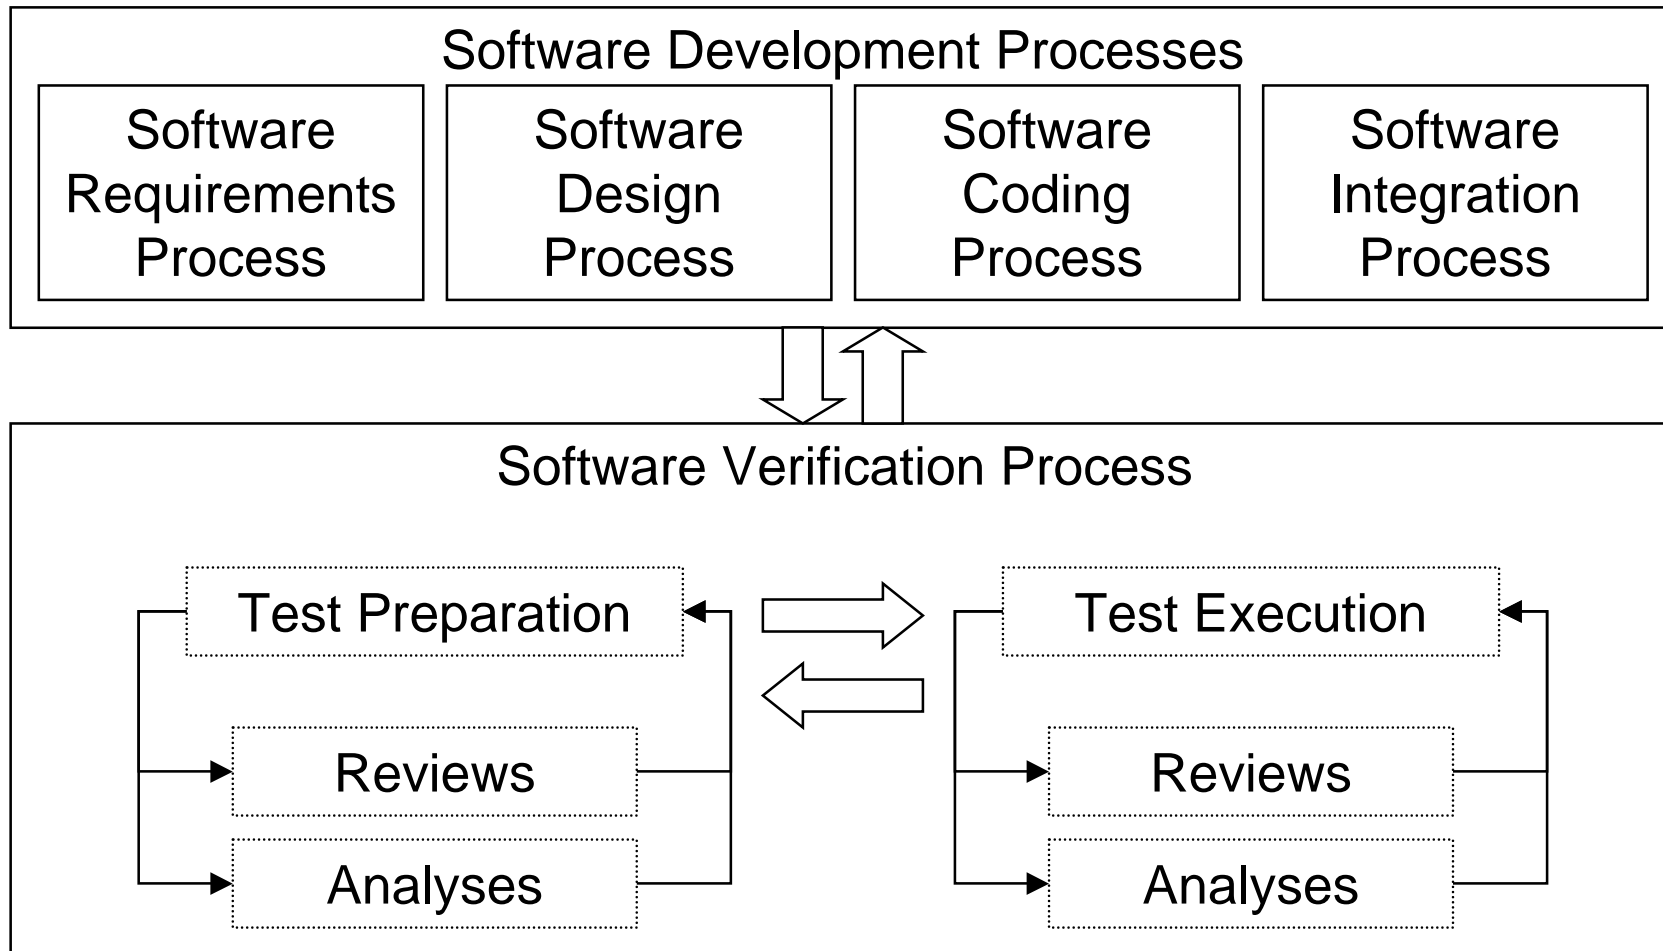 Software Development Processes
Software
Requirements
Process
Software
Design
Process
Software
Coding
Process
Software
Integration
Process
Software Verification Process
Test Preparation
Reviews
Analyses
Test Execution
Reviews
Analyses